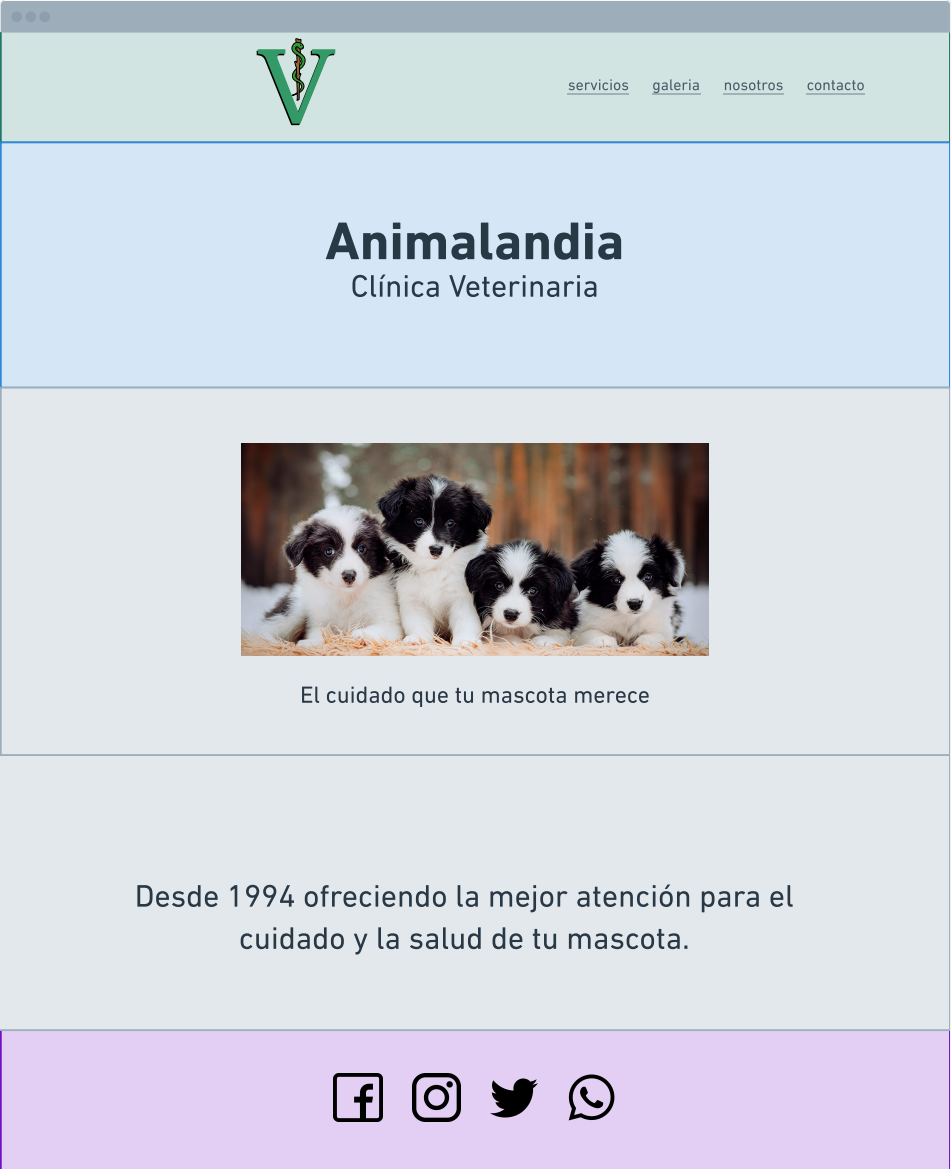 V
servicios galeria nosotros contacto
Animalandia
Clínica Veterinaria
El cuidado que tu mascota merece
Desde 1994 ofreciendo la mejor atención para el
cuidado y la salud de tu mascota.